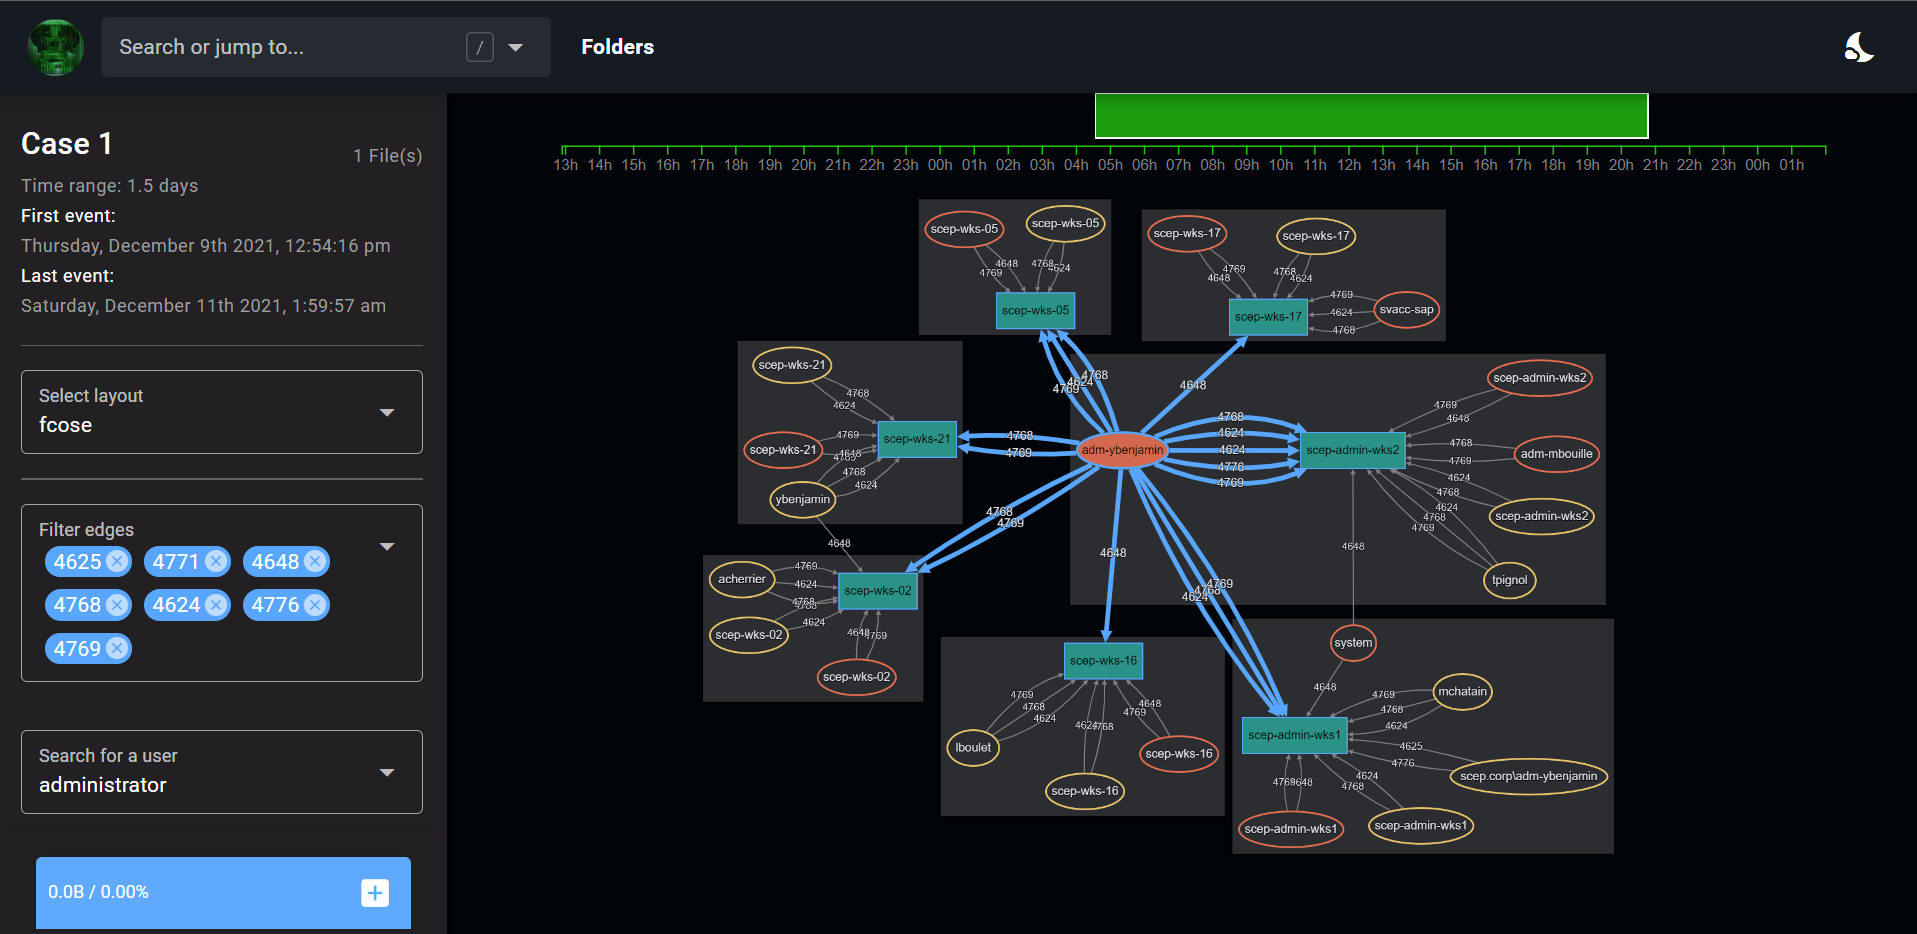 Search or jump to...
/
Folders
Case 1
1 File(s)
Time range: 1.5 days
First event:
Thursday, December 9th 2021, 12:54:16 pm
Last event:
Saturday, December 11th 2021, 1:59:57 am
Select layout
fcose
Filter edges
4625 4771 4648
4768 4624 4776
4769
Search for a user
administrator
0.0B / 0.00%
13h 14h 15h 16h 17h 18h 19h 20h 21h 22h 23h 00h 01h 02h 03h 04h 05h 06h 07h 08h 09h 10h 11h 12h 13h 14h 15h 16h 17h 18h 19h 20h 21h 22h 23h 00h 01h
scep-wks-05
scep-wks-05
4648
4769
4768
4624
scep-wks-05
scep-wks-17
scep-wks-17
4769
4648
4768
4624
4769
4624
4768
svacc-sap
scep-wks-17
scep-wks-21
4768
4624
scep-wks-21
4769
4648
4769
scep-wks-21
4768
4624
ybenjamin
4648
4768
4624
4769
4648
4768
4769
adm-ybenjamin
4768
4624
4624
4776
4769
scep-admin-wks2
scep-admin-wks2
4769
4648
4768
4769
adm-mbouille
4624
4768
scep-admin-wks2
4624
4768
4769
tpignol
4648
4768
4769
4648
4769
4768
4624
acherrier
4769
4624
4768
4768
4624
scep-wks-02
scep-wks-02
4648
4769
scep-wks-02
scep-wks-16
4769
4768
4624
4624
4768
4648
4769
lboulet
scep-wks-16
scep-wks-16
system
4648
mchatain
4769
4768
4624
scep-admin-wks1
4625
4776
scep.corp\adm-ybenjamin
4769
4648
4624
4768
scep-admin-wks1
scep-admin-wks1